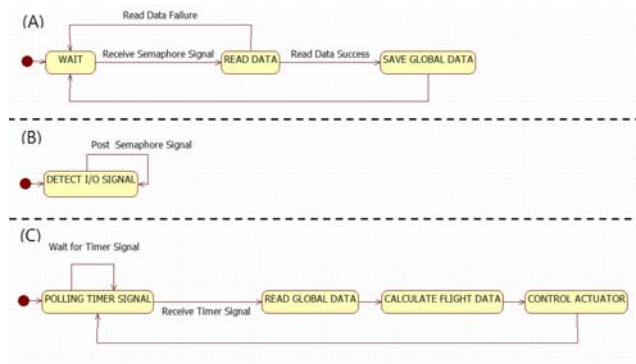 (A)
Read Data Failure
WAIT
Receive Semaphore Signal
READ DATA
Read Data Success
SAVE GLOBAL DATA
(B)
Post Semaphore Signal
DETECT I/O SIGNAL
(C)
Wait for Timer Signal
POLLING TIMER SIGNAL
Receive Timer Signal
READ GLOBAL DATA
CALCULATE FLIGHT DATA
CONTROL ACTUATOR